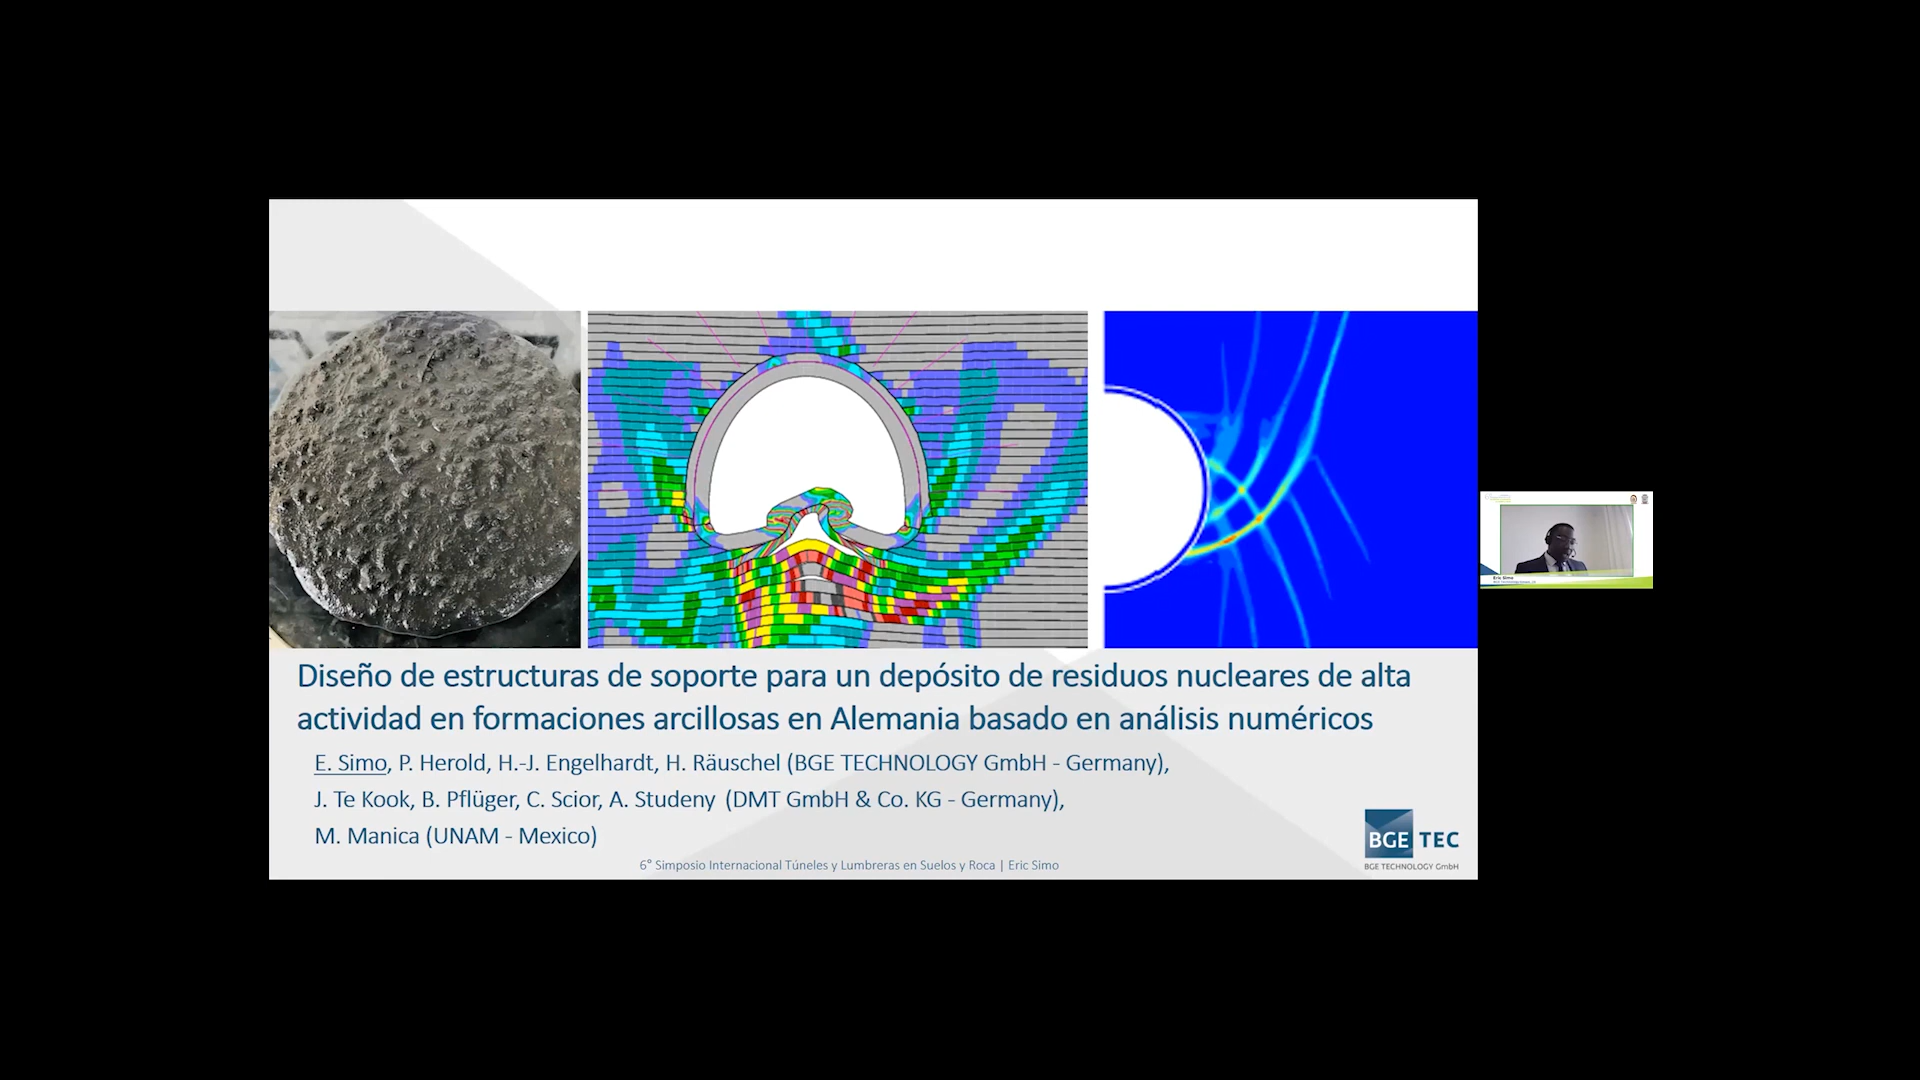 Diseño de estructuras de soporte para un depósito de residuos nucleares de alta
actividad en formaciones arcillosas en Alemania basado en análisis numéricos
E. Simo, P. Herold, H.-J. Engelhardt, H. Räuschel (BGE TECHNOLOGY GmbH - Germany),
J. Te Kook, B. Pflüger, C. Scior, A. Studeny (DMT GmbH & Co. KG - Germany),
M. Manica (UNAM - Mexico)
6° Simposio Internacional Túneles y Lumbreras en Suelos y Roca | Eric Simo
BGE TEC
BGE TECHNOLOGY GmbH
Eric Simo